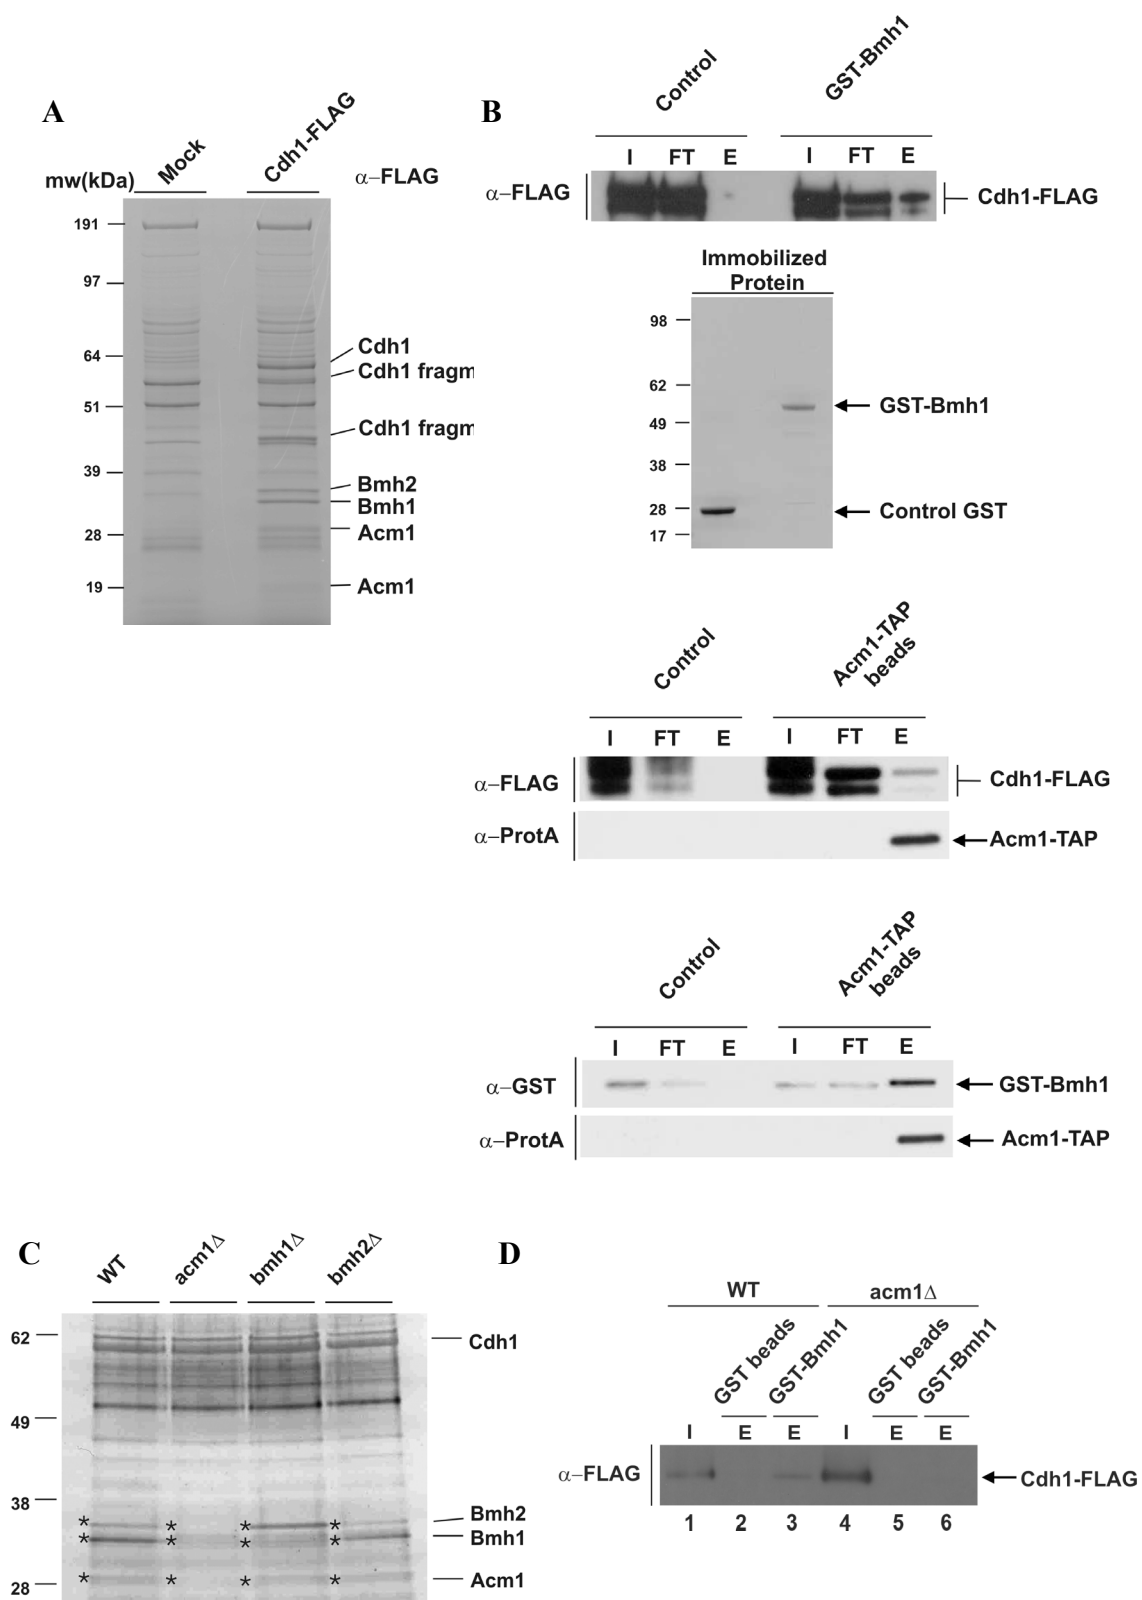 A
Mock
Cdh1-FLAG
mw(kDa)
α–FLAG
191
97
64
51
39
28
19
Cdh1
Cdh1 fragm
Cdh1 fragm
Bmh2
Bmh1
Acm1
Acm1
B
Control
GST-Bmh1
I FT E I FT E
α–FLAG
Cdh1-FLAG
Immobilized
Protein
98
62
49
38
28
17
GST-Bmh1
Control GST
Control
Acm1-TAP
beads
I FT E I FT E
α–FLAG
Cdh1-FLAG
α–ProtA
Acm1-TAP
Control
Acm1-TAP
beads
I FT E I FT E
α–GST
GST-Bmh1
α–ProtA
Acm1-TAP
C
WT
acm1Δ
bmh1Δ
bmh2Δ
62
49
38
28
Cdh1
Bmh2
Bmh1
Acm1
* * * *
* * * *
* * * *
D
WT acm1Δ
GST beads
GST-Bmh1
GST beads
GST-Bmh1
I E E I E E
α–FLAG
Cdh1-FLAG
1 2 3 4 5 6